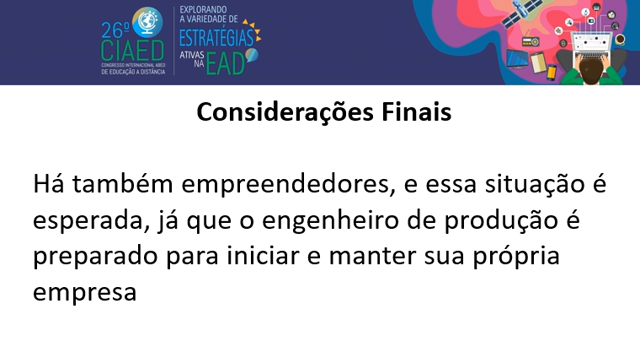 26º
CIAED
CONGRESSO INTERNACIONAL ABED
DE EDUCAÇÃO A DISTÂNCIA
EXPLORANDO
A VARIEDADE DE
ESTRATÉGIAS
ATIVAS
NA EAD
Considerações Finais
Há também empreendedores, e essa situação é
esperada, já que o engenheiro de produção é
preparado para iniciar e manter sua própria
empresa